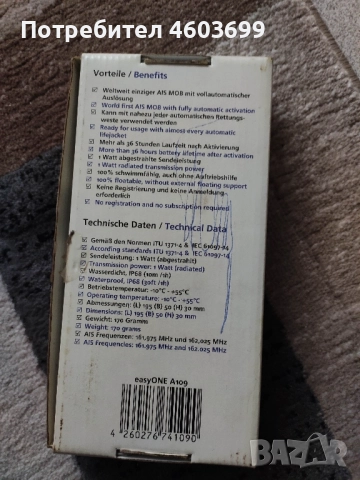 Потребител 4603699
Vorteile / Benefits
Weltweit einziger AIS MOB mit vollautomatischer
Auslösung
World first AIS MOB with fully automatic activation
Kann mit nahezu jeder automatischen Rettungs-
weste verwendet werden
Ready for usage with almost every automatic
lifejacket
Mehr als 36 Stunden Laufzeit nach Aktivierung
More than 36 hours battery lifetime after activation
1 Watt abgestrahlte Sendeleistung
1 Watt radiated transmission power
100% schwimmfähig, auch ohne Auftriebshilfe
100% floatable, without external floating support
Keine Registrierung und keine Anmeldung
erforderlich
No registration and no subscription required
Technische Daten / Technical Data
Gemäß den Normen ITU 1371-4 & IEC 61097-14
According standards ITU 1371-4 & IEC 61097-14
Sendeleistung: 1 Watt (abgestrahlt)
Transmission power: 1 Watt (radiated)
Wasserdicht, IP68 (10m /1h)
Waterproof, IP68 (30ft /1h)
Betriebstemperatur: -10°C - +55°C
Operating temperature: -10°C - +55°C
Abmessungen: (L) 195 (B) 50 (H) 30 mm
Dimensions: (L) 195 (B) 50 (H) 30 mm
Gewicht: 170 Gramm
Weight: 170 gramm
AIS Frequenzen: 161,975 MHz und 162,025 MHz
AIS Frequencies: 161.975 MHz and 162.025 MHz
easyONE A109
4 260276 741090
BAZAR